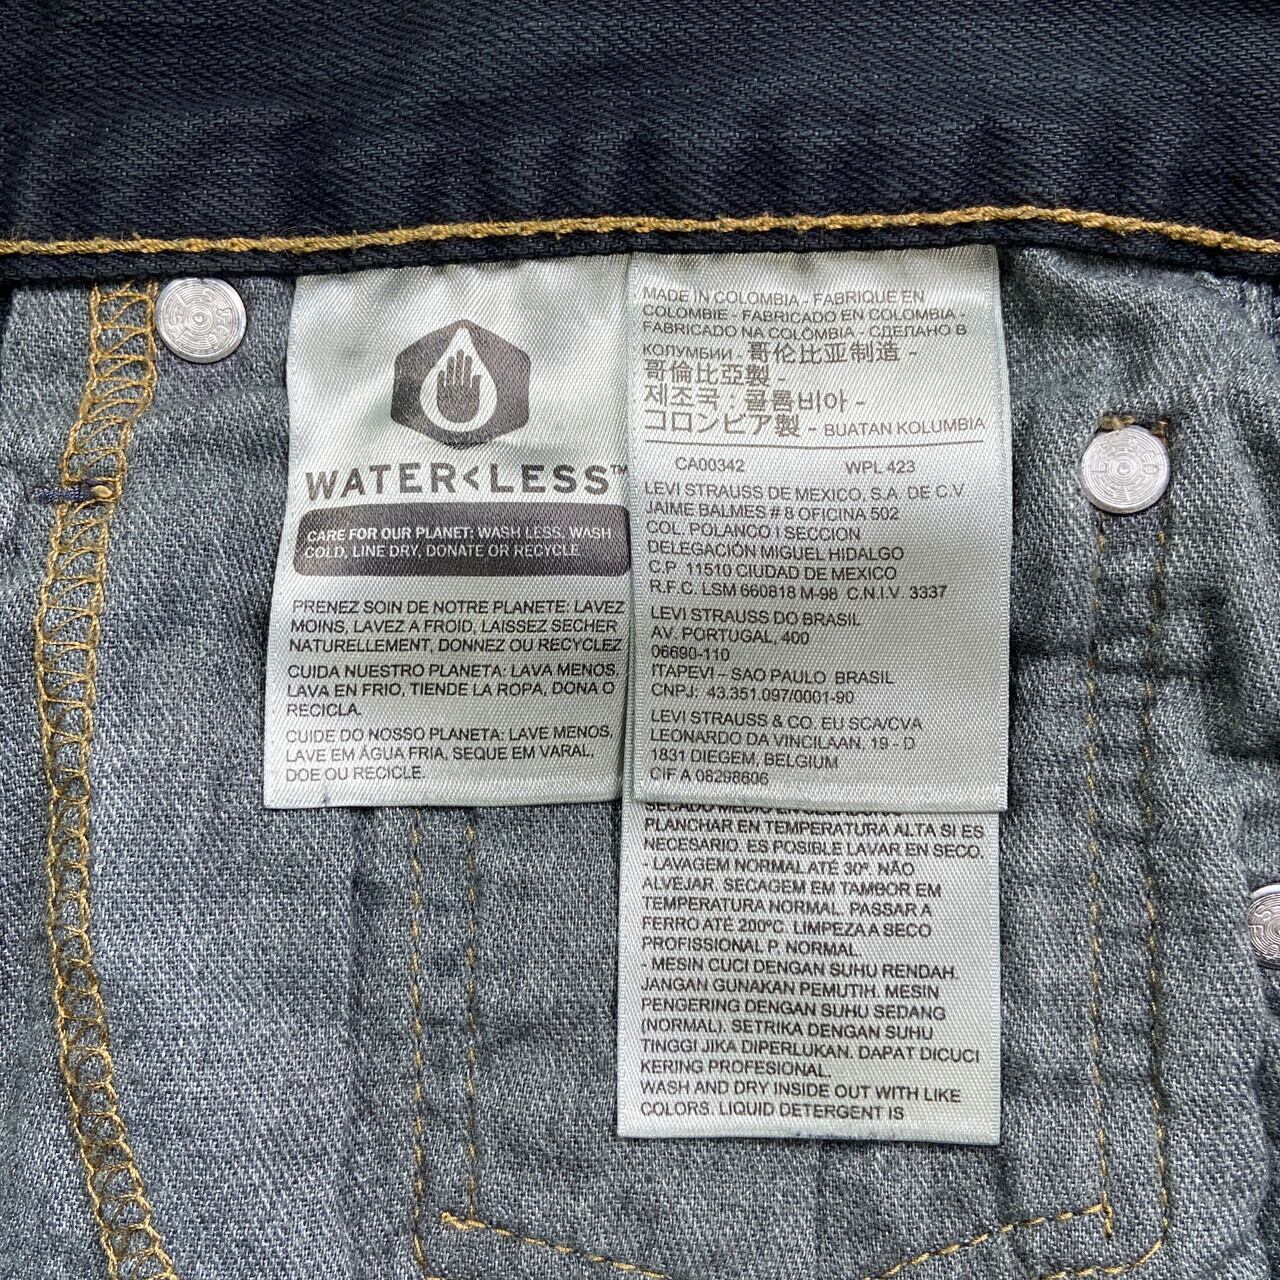 WATER<LESS™
CARE FOR OUR PLANET: WASH LESS, WASH
COLD, LINE DRY, DONATE OR RECYCLE
PRENEZ SOIN DE NOTRE PLANETE: LAVEZ
MOINS, LAVEZ A FROID, LAISSEZ SECHER
NATURELLEMENT, DONNEZ OU RECYCLEZ
CUIDA NUESTRO PLANETA: LAVA MENOS,
LAVA EN FRIO, TIENDE LA ROPA, DONA O
RECICLA.
CUIDE DO NOSSO PLANETA: LAVE MENOS,
LAVE EM ÁGUA FRIA, SEQUE EM VARAL,
DOE OU RECICLE.
MADE IN COLOMBIA - FABRIQUE EN
COLOMBIE - FABRICADO EN COLOMBIA -
FABRICADO NA COLÔMBIA - СДЕЛАНО В
КОЛУМБИИ - 哥伦比亚制造
哥倫比亞製 -
제조국 : 콜롬비아 -
コロンビア製 - BUATAN KOLUMBIA
CA00342 WPL 423
LEVI STRAUSS DE MEXICO, S.A. DE C.V.
JAIME BALMES # 8 OFICINA 502
COL. POLANCO I SECCION
DELEGACIÓN MIGUEL HIDALGO
C.P. 11510 CIUDAD DE MEXICO
R.F.C. LSM 660818 M-98 C.N.I.V. 3337
LEVI STRAUSS DO BRASIL
AV. PORTUGAL, 400
06690-110
ITAPEVI – SAO PAULO BRASIL
CNPJ: 43.351.097/0001-90
LEVI STRAUSS & CO. EU SCA/CVA
LEONARDO DA VINCILAAN, 19 - D
1831 DIEGEM, BELGIUM
CIF A 08298606
SECADO MEDIO EN
PLANCHAR EN TEMPERATURA ALTA SI ES
NECESARIO. ES POSIBLE LAVAR EN SECO.
- LAVAGEM NORMAL ATÉ 30º. NÃO
ALVEJAR. SECAGEM EM TAMBOR EM
TEMPERATURA NORMAL. PASSAR A
FERRO ATÉ 200ºC. LIMPEZA A SECO
PROFISSIONAL P. NORMAL.
- MESIN CUCI DENGAN SUHU RENDAH.
JANGAN GUNAKAN PEMUTIH. MESIN
PENGERING DENGAN SUHU SEDANG
(NORMAL). SETRIKA DENGAN SUHU
TINGGI JIKA DIPERLUKAN. DAPAT DICUCI
KERING PROFESIONAL.
WASH AND DRY INSIDE OUT WITH LIKE
COLORS. LIQUID DETERGENT IS